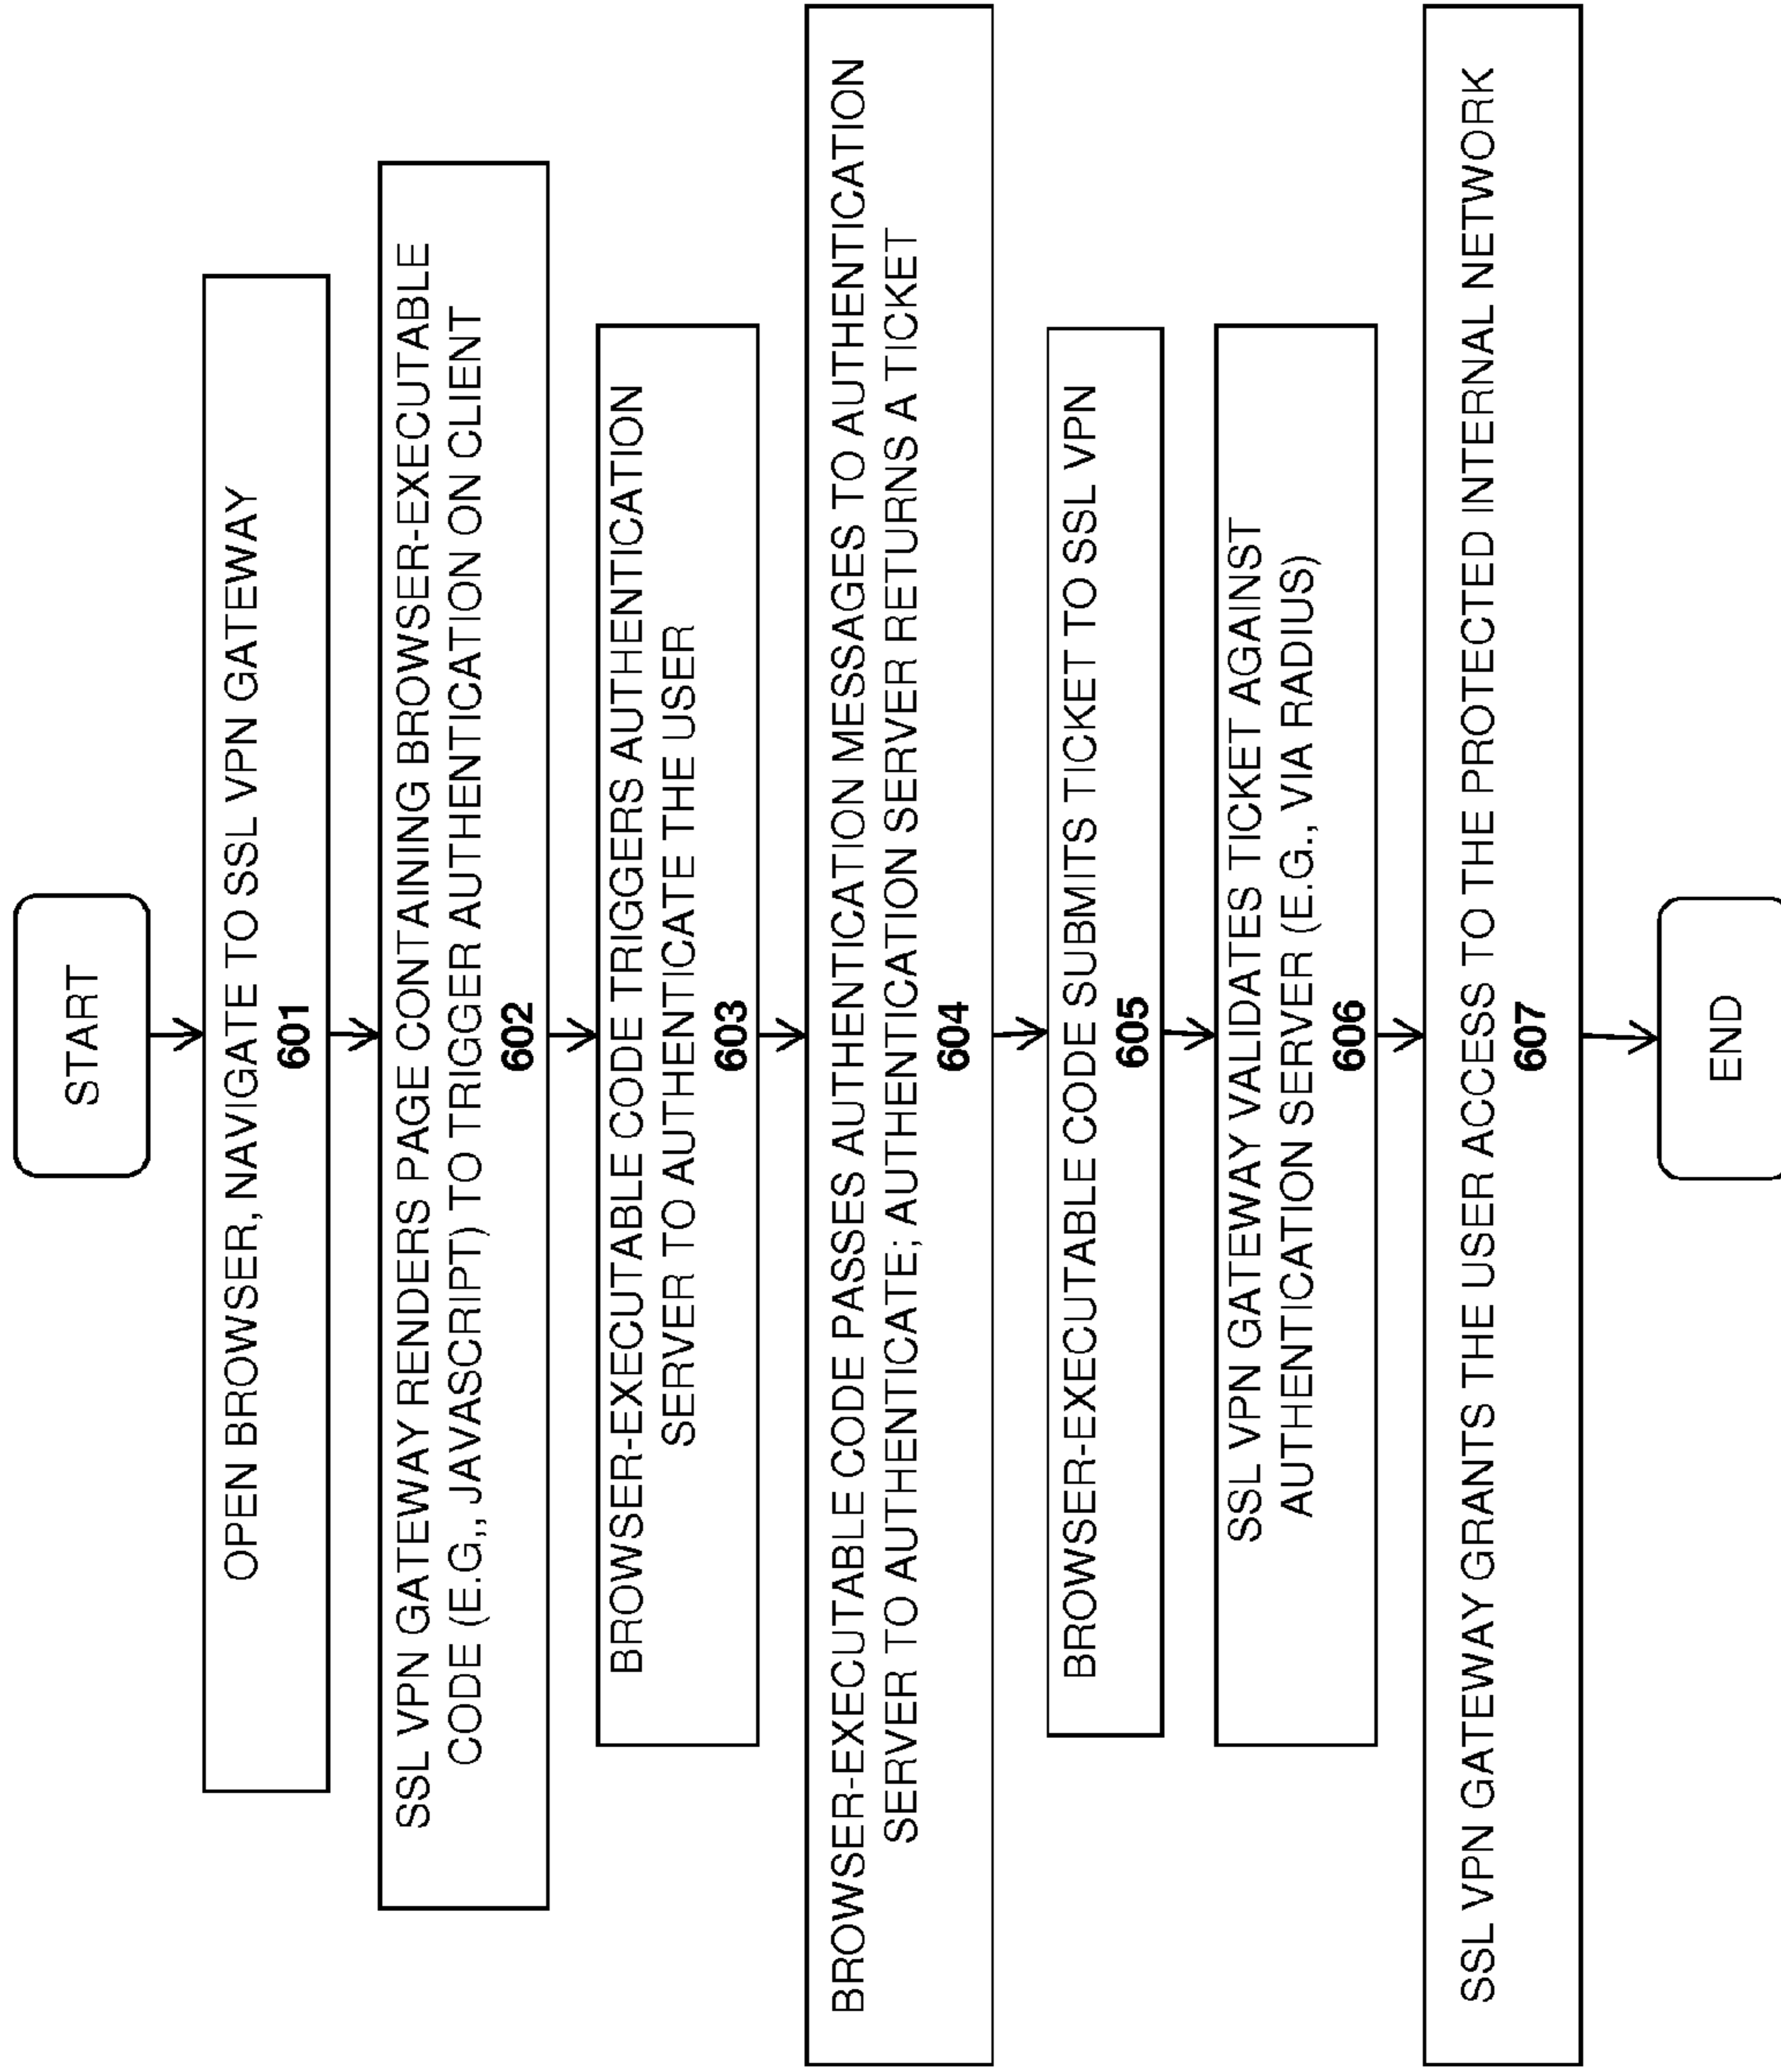 START
OPEN BROWSER, NAVIGATE TO SSL VPN GATEWAY
601
SSL VPN GATEWAY RENDERS PAGE CONTAINING BROWSER-EXECUTABLE
CODE (E.G,, JAVASCRIPT) TO TRIGGER AUTHENTICATION ON CLIENT
602
BROWSER-EXECUTABLE CODE TRIGGERS AUTHENTICATION
SERVER TO AUTHENTICATE THE USER
603
BROWSER-EXECUTABLE CODE PASSES AUTHENTICATION MESSAGES TO AUTHENTICATION
SERVER TO AUTHENTICATE; AUTHENTICATION SERVER RETURNS A TICKET
604
BROWSER-EXECUTABLE CODE SUBMITS TICKET TO SSL VPN
605
SSL VPN GATEWAY VALIDATES TICKET AGAINST
AUTHENTICATION SERVER (E.G., VIA RADIUS)
606
SSL VPN GATEWAY GRANTS THE USER ACCESS TO THE PROTECTED INTERNAL NETWORK
607
END